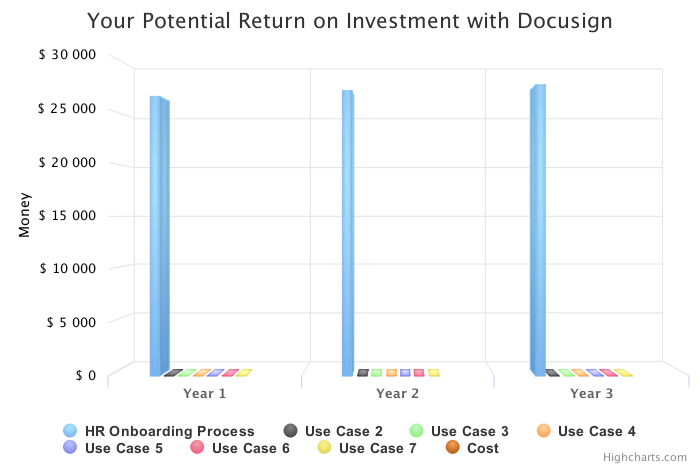 Your Potential Return on Investment with Docusign
$ 30 000
$ 25 000
$ 20 000
$ 15 000
$ 10 000
$ 5 000
$ 0
Money
Year 1 Year 2 Year 3
HR Onboarding Process Use Case 2 Use Case 3 Use Case 4
Use Case 5 Use Case 6 Use Case 7 Cost
Highcharts.com